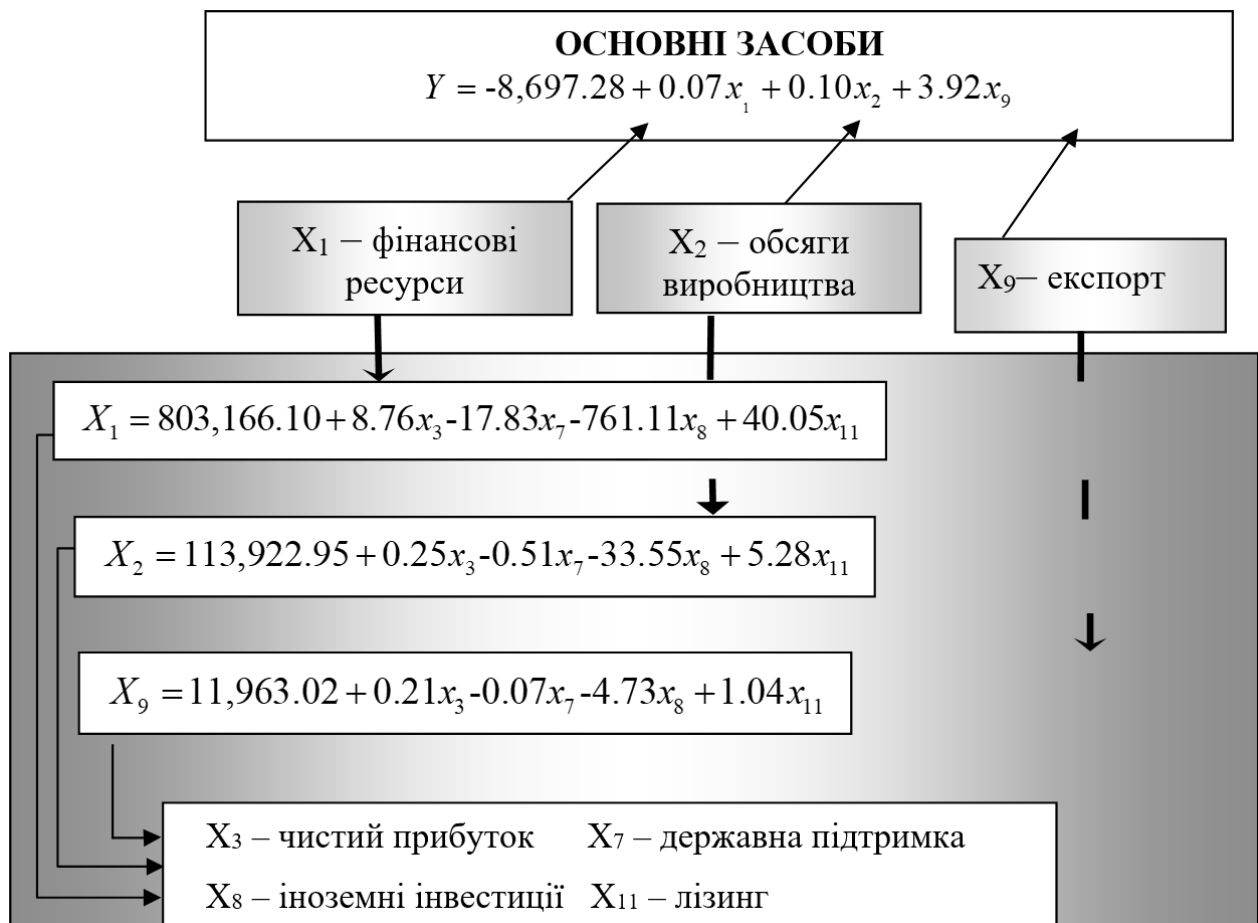 ОСНОВНІ ЗАСОБИ
Y = -8,697.28 + 0.07x₁ + 0.10x₂ + 3.92x₉
X₁ – фінансові
ресурси
X₂ – обсяги
виробництва
X₉– експорт
X₁ = 803,166.10 + 8.76x₃-17.83x₇-761.11x₈ + 40.05x₁₁
X₂ = 113,922.95 + 0.25x₃-0.51x₇-33.55x₈ + 5.28x₁₁
X₉ = 11,963.02 + 0.21x₃-0.07x₇-4.73x₈ + 1.04x₁₁
X₃ – чистий прибуток X₇ – державна підтримка
X₈ – іноземні інвестиції X₁₁ – лізинг